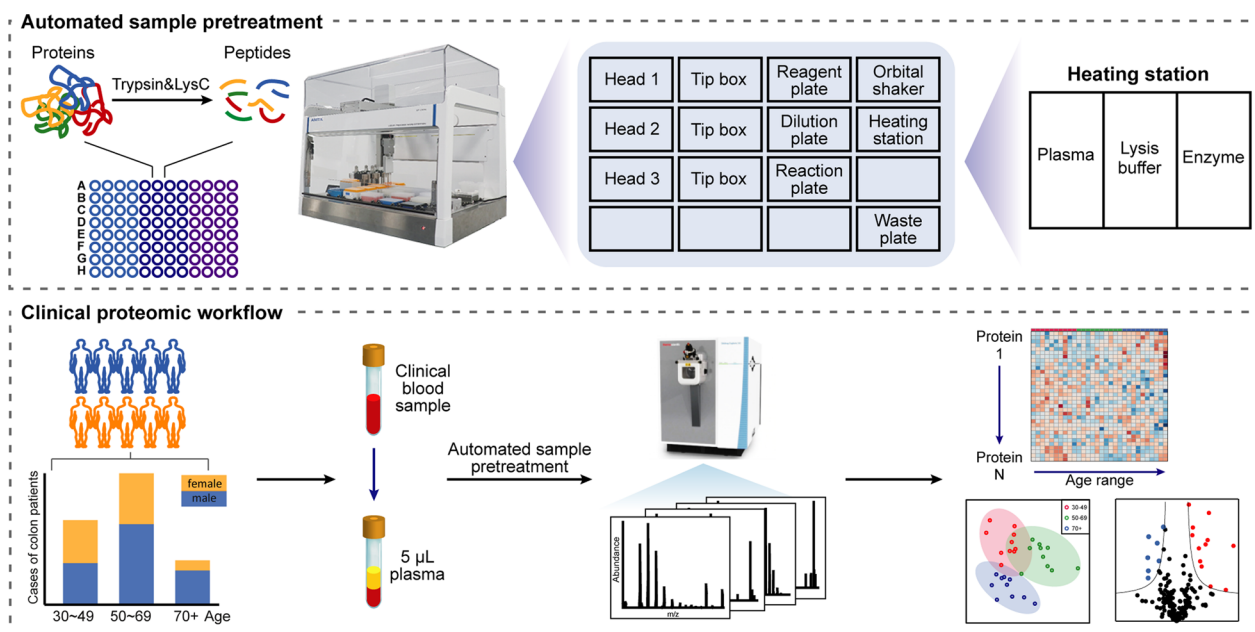 Automated sample pretreatment
Proteins
Peptides
Trypsin&LysC
A
B
C
D
E
F
G
H
Head 1
Tip box
Reagent
plate
Orbital
shaker
Head 2
Tip box
Dilution
plate
Heating
station
Head 3
Tip box
Reaction
plate
Waste
plate
Heating station
Plasma
Lysis
buffer
Enzyme
Clinical proteomic workflow
Cases of colon patients
female
male
30~49
50~69
70+ Age
Clinical
blood
sample
5 µL
plasma
Automated sample
pretreatment
Abundance
m/z
Protein
1
Protein
N
Age range
30-49
50-69
70+